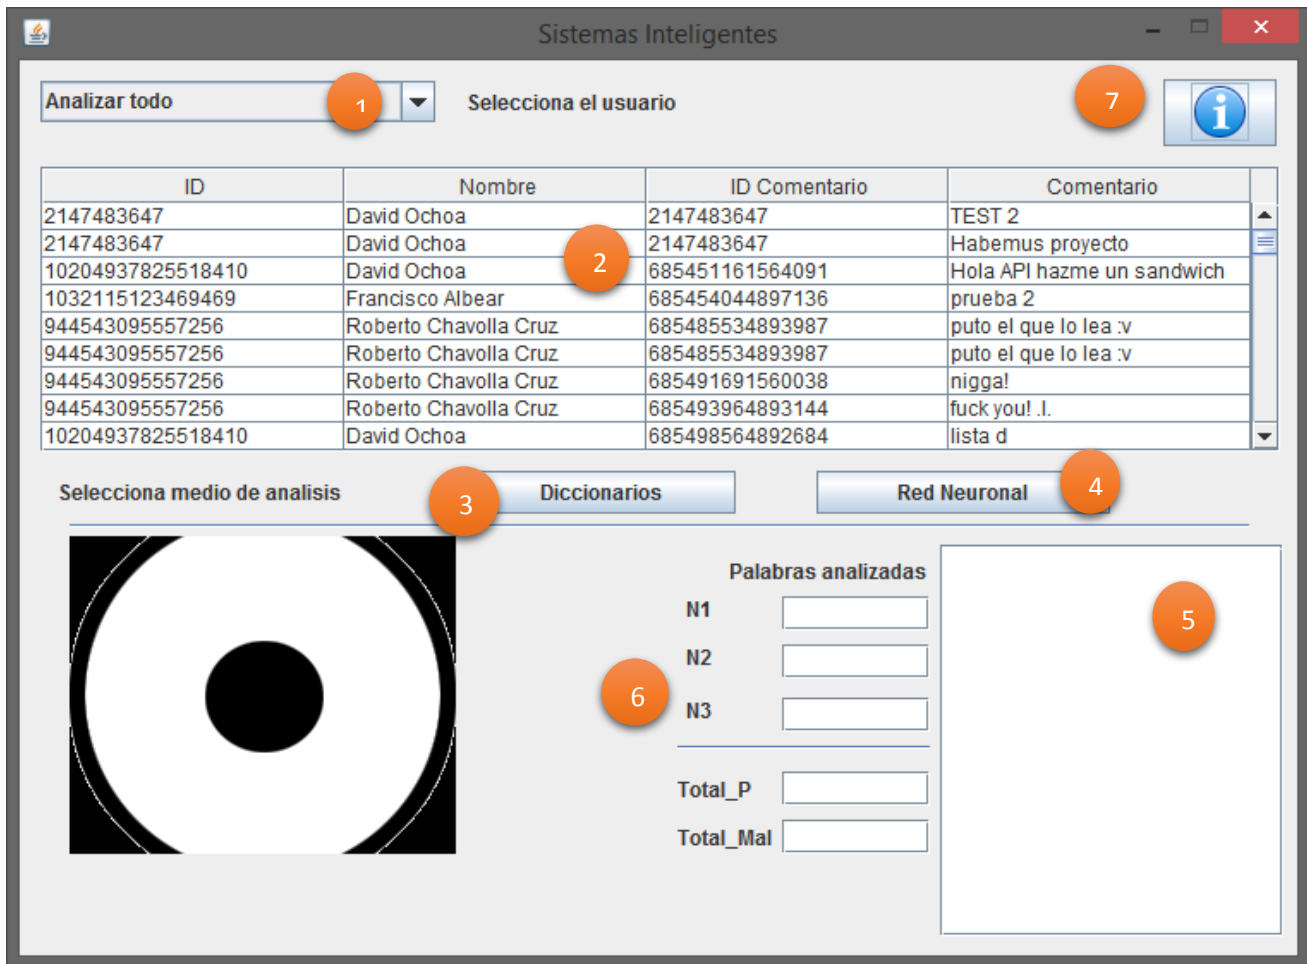 Sistemas Inteligentes
Analizar todo 1 Selecciona el usuario 7
ID Nombre ID Comentario Comentario
2147483647 David Ochoa 2147483647 TEST 2
2147483647 David Ochoa 2147483647 Habemus proyecto
10204937825518410 David Ochoa 685451161564091 Hola API hazme un sandwich
2
1032115123469469 Francisco Albear 685454044897136 prueba 2
944543095557256 Roberto Chavolla Cruz 685485534893987 puto el que lo lea :v
944543095557256 Roberto Chavolla Cruz 685485534893987 puto el que lo lea :v
944543095557256 Roberto Chavolla Cruz 685491691560038 nigga!
944543095557256 Roberto Chavolla Cruz 685493964893144 fuck you! .I.
10204937825518410 David Ochoa 685498564892684 lista d
Selecciona medio de analisis 3 Diccionarios Red Neuronal 4
Palabras analizadas
N1
5
N2
6
N3
Total_P
Total_Mal